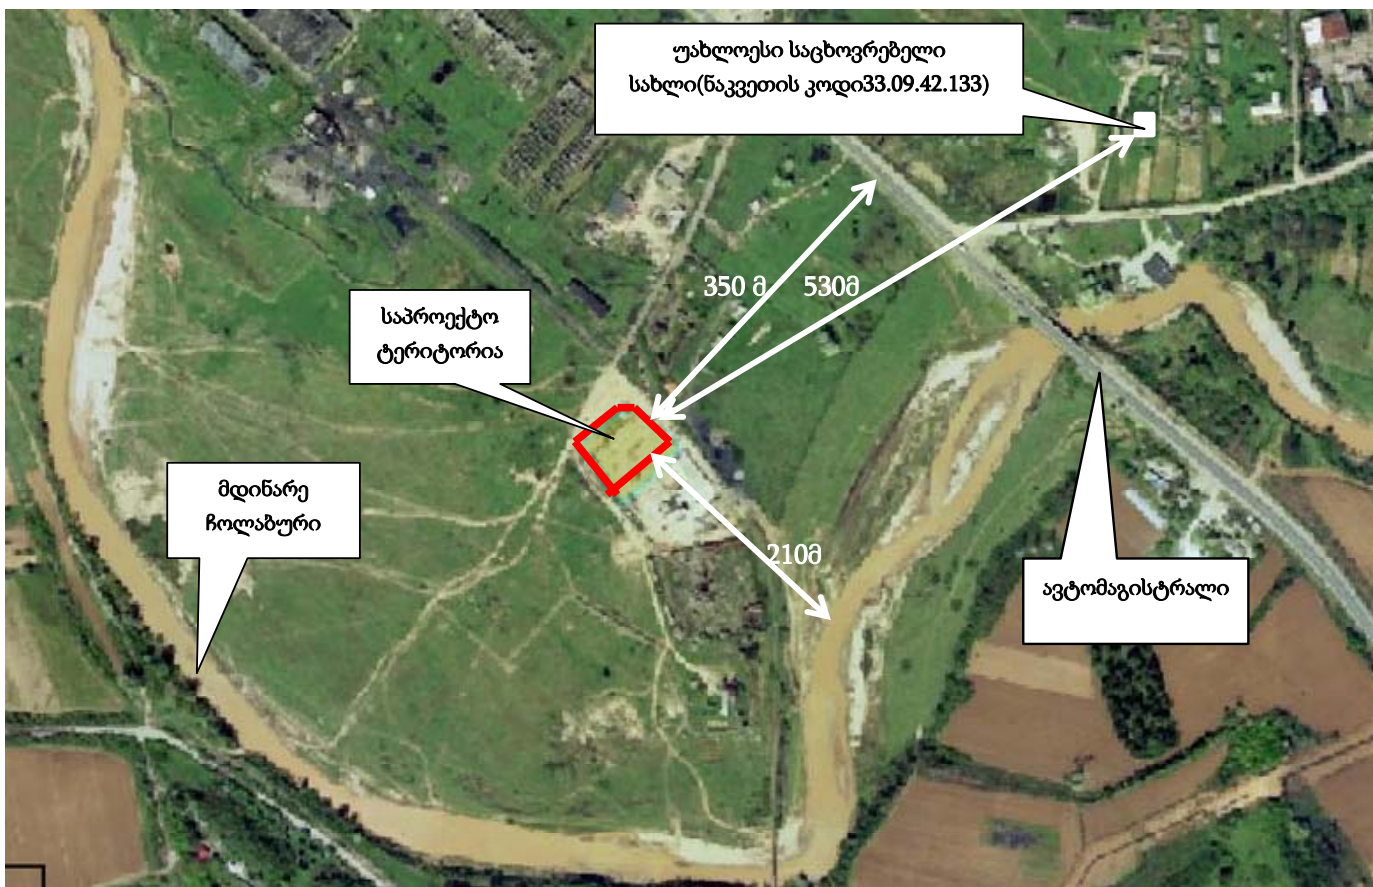 უახლოესი საცხოვრებელი
სახლი(ნაკვეთის კოდი33.09.42.133)
350 მ
530მ
საპროექტო
ტერიტორია
მდინარე
ჩოლაბური
210მ
ავტომაგისტრალი